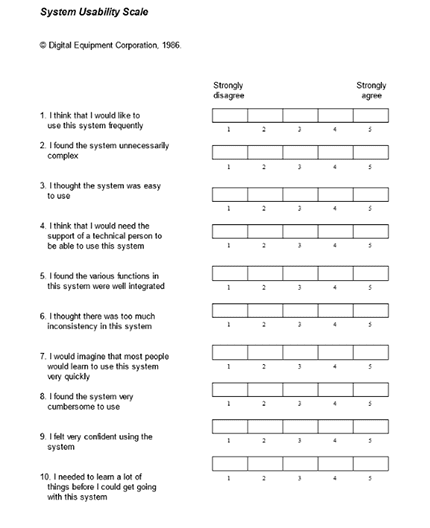 System Usability Scale
© Digital Equipment Corporation, 1986.
Strongly disagree
Strongly agree
1. I think that I would like
to use this system frequently
1 2 3 4 5
2. I found the system unnecessarily
complex
1 2 3 4 5
3. I thought the system was easy
to use
1 2 3 4 5
4. I think that I would need the
support of a technical person to
be able to use this system
1 2 3 4 5
5. I found the various functions in
this system were well integrated
1 2 3 4 5
6. I thought there was too much
inconsistency in this system
1 2 3 4 5
7. I would imagine that most people
would learn to use this system
very quickly
1 2 3 4 5
8. I found the system very
cumbersome to use
1 2 3 4 5
9. I felt very confident using the
system
1 2 3 4 5
10. I needed to learn a lot of
things before I could get going
with this system
1 2 3 4 5